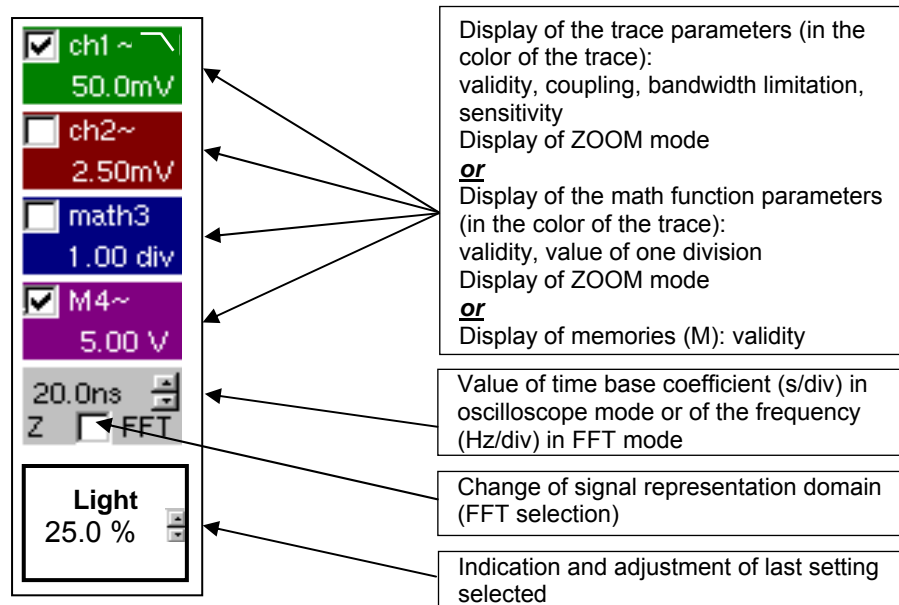 ch1 ~
50.0mV
ch2~
2.50mV
math3
1.00 div
M4~
5.00 V
20.0ns
Z FFT
Light
25.0 %
Display of the trace parameters (in the
color of the trace):
validity, coupling, bandwidth limitation,
sensitivity
Display of ZOOM mode
or
Display of the math function parameters
(in the color of the trace):
validity, value of one division
Display of ZOOM mode
or
Display of memories (M): validity
Value of time base coefficient (s/div) in
oscilloscope mode or of the frequency
(Hz/div) in FFT mode
Change of signal representation domain
(FFT selection)
Indication and adjustment of last setting
selected